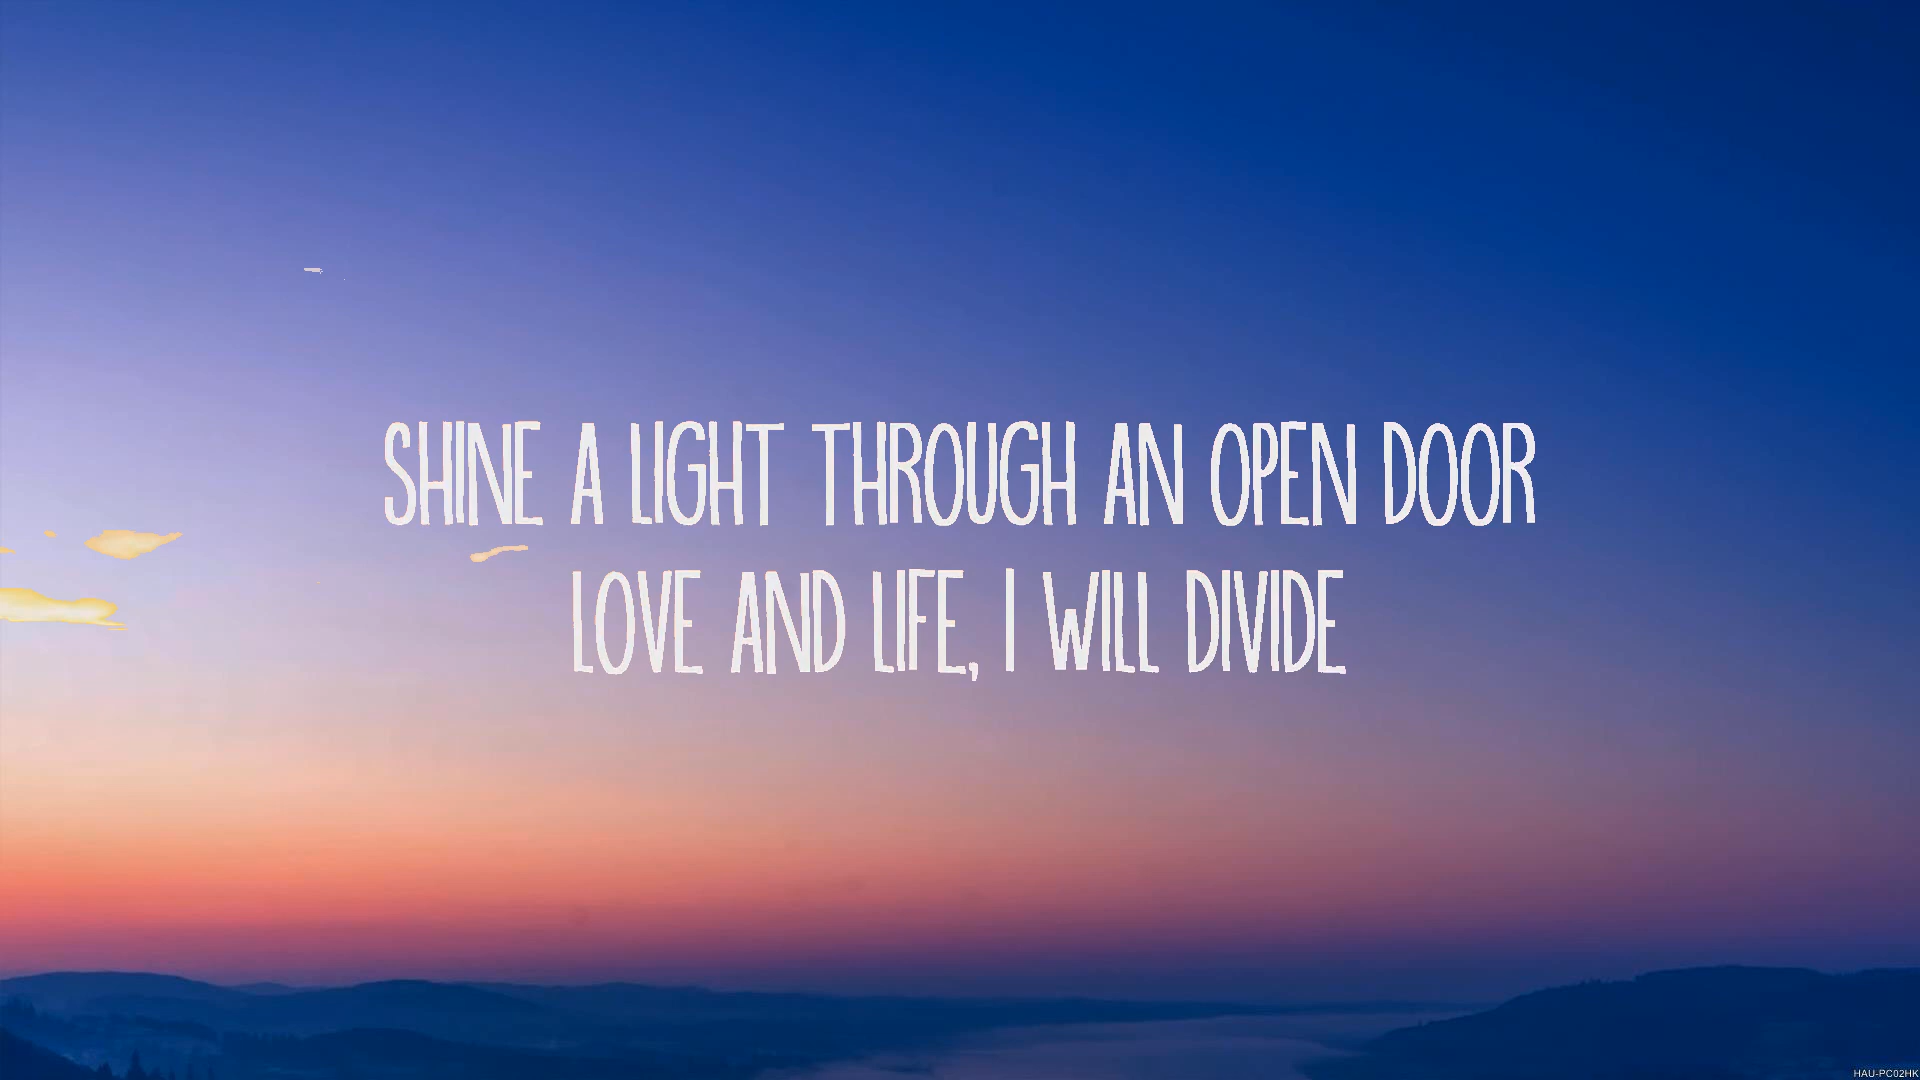 SHINE A LIGHT THROUGH AN OPEN DOOR
LOVE AND LIFE, I WILL DIVIDE
HAU-PC02HK